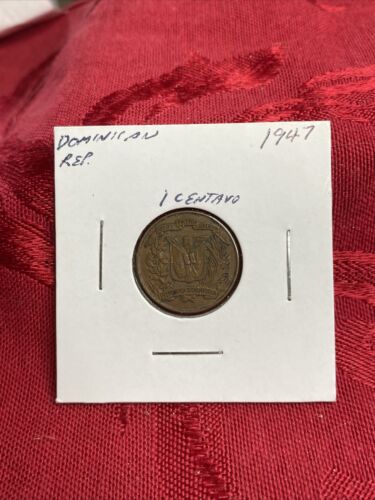 DOMINICAN
REP.
1947
1 CENTAVO